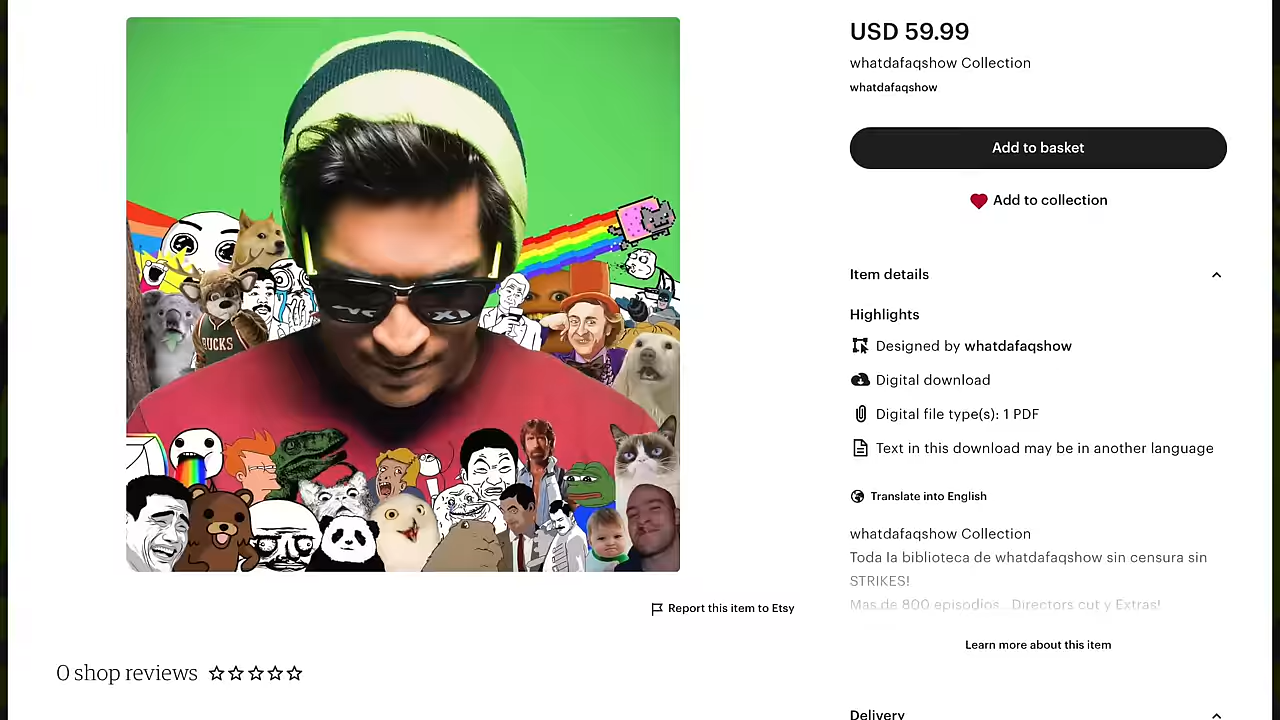 USD 59.99
whatdafaqshow Collection
whatdafaqshow
Add to basket
Add to collection
Item details
Highlights
Designed by whatdafaqshow
Digital download
Digital file type(s): 1 PDF
Text in this download may be in another language
Translate into English
whatdafaqshow Collection
Toda la biblioteca de whatdafaqshow sin censura sin
STRIKES!
Mas de 800 episodios.. Directors cut y Extras!
Learn more about this item
Delivery
BUCKS
Report this item to Etsy
0 shop reviews